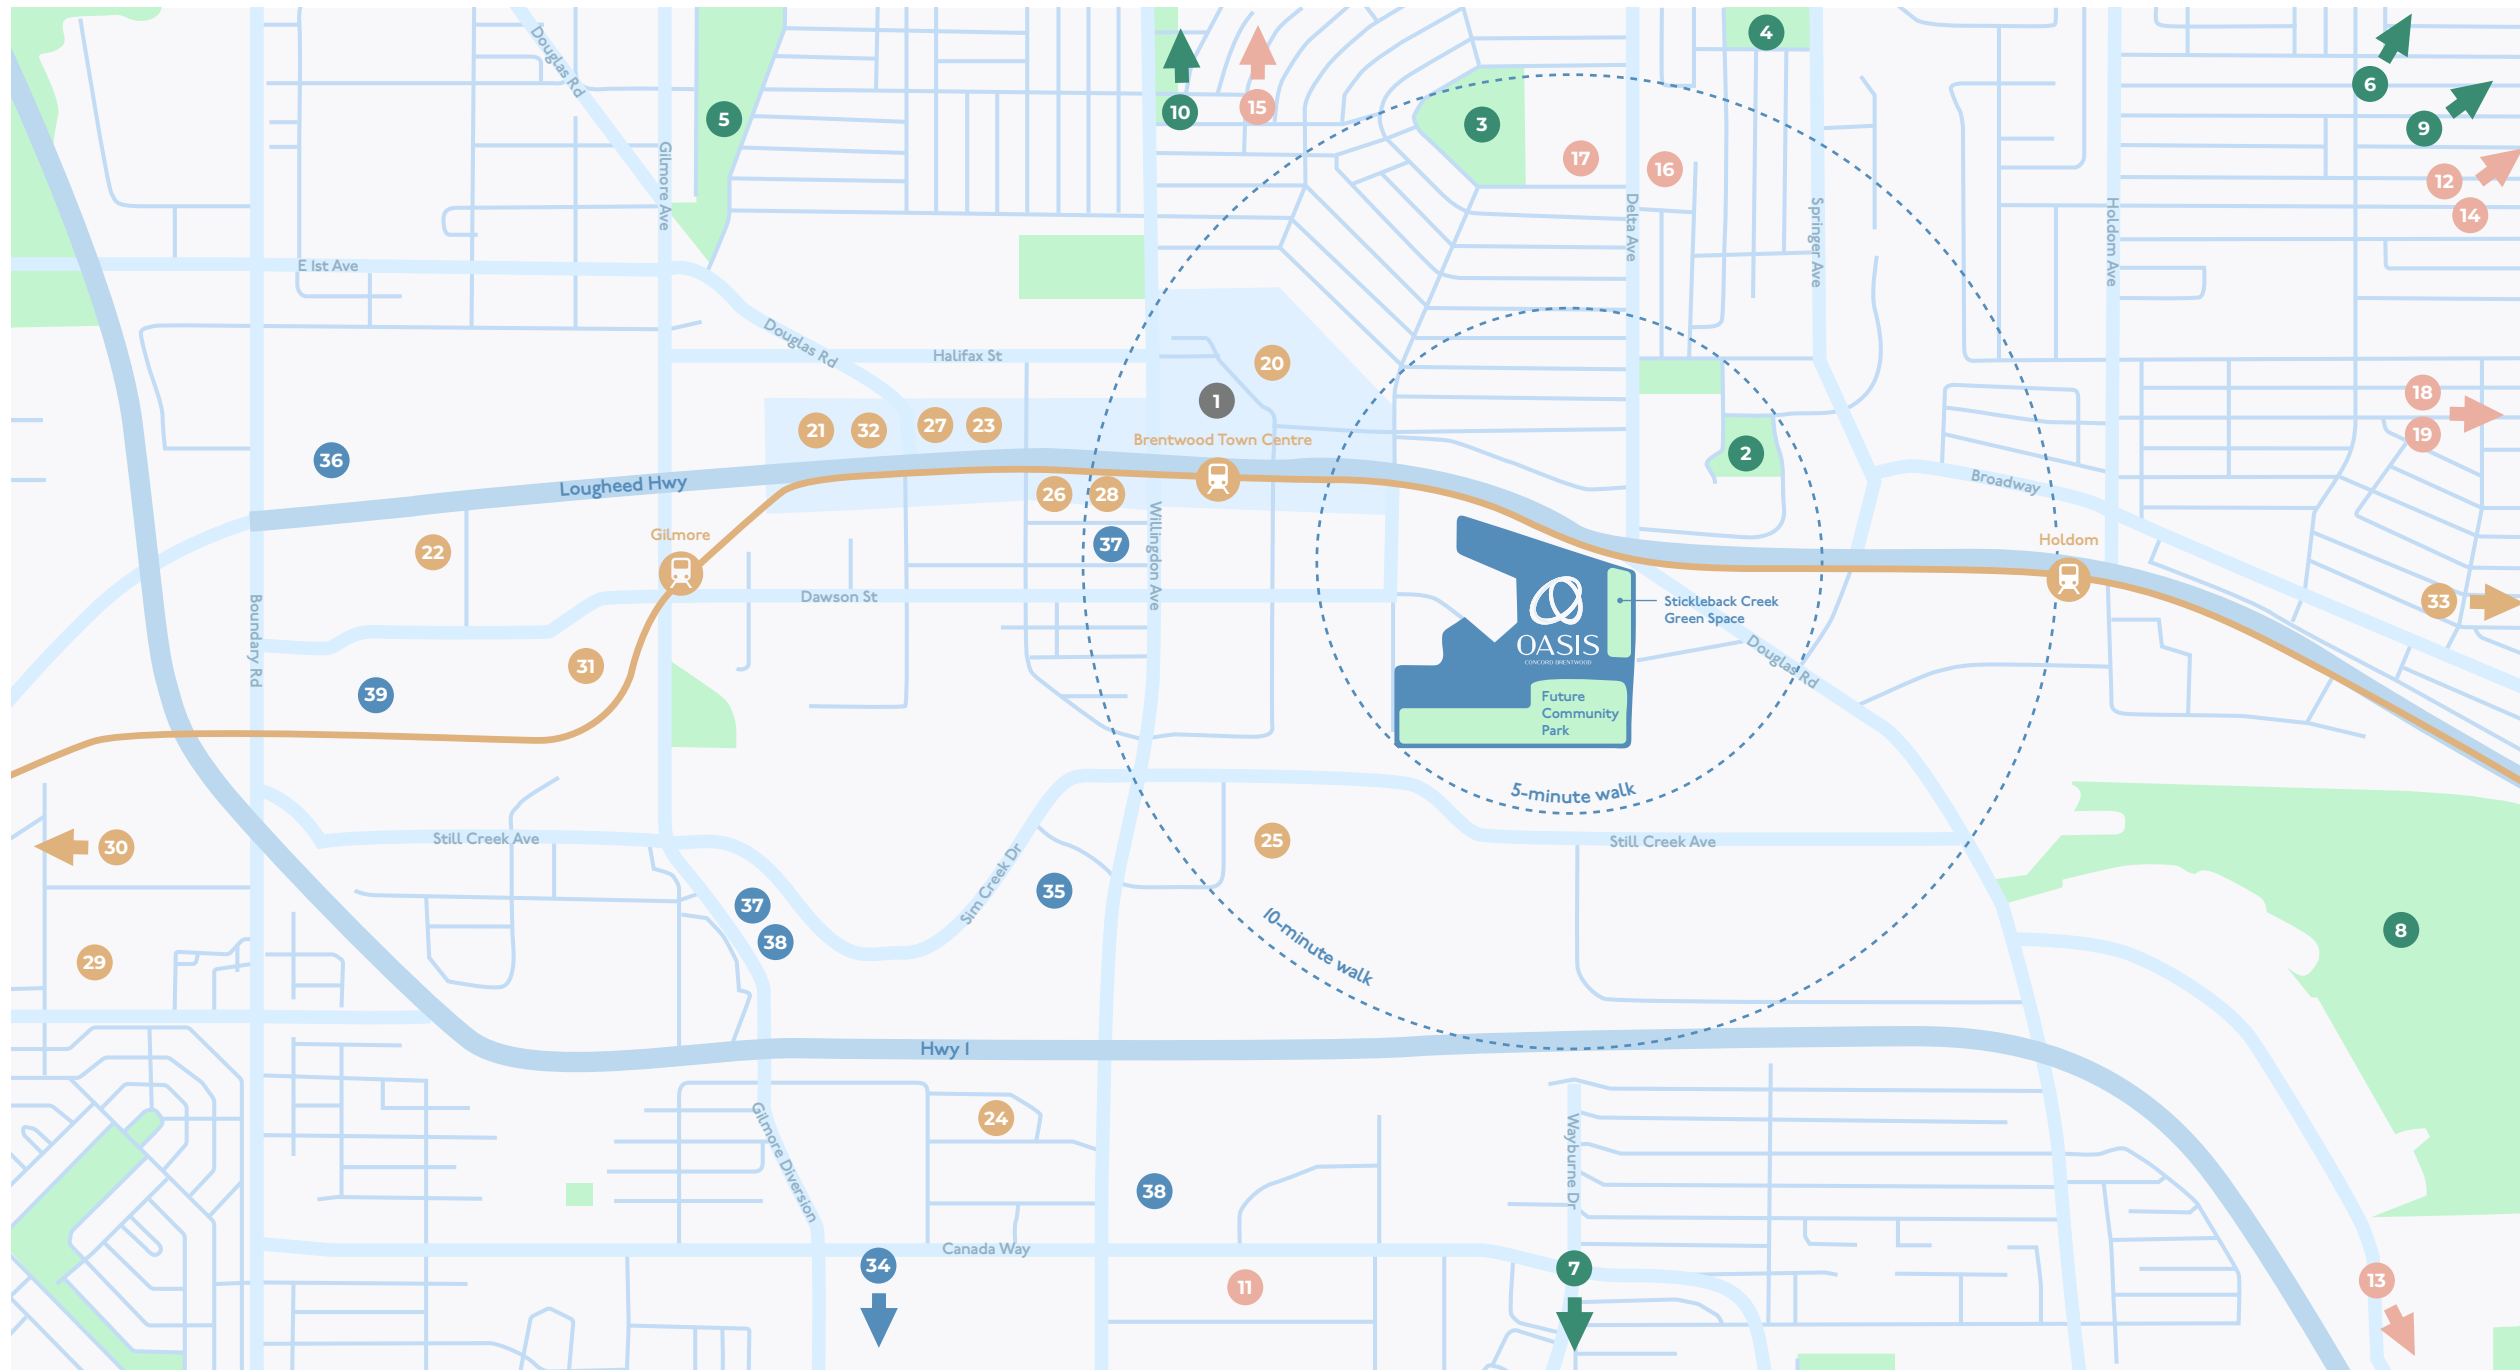 4
6
Douglas Rd
10
15
5
3
9
17
16
12
14
Gilmore Ave
Delta Ave
Springer Ave
Holdom Ave
E 1st Ave
Douglas Rd
Halifax St
20
1
18
21
32
27
23
19
Brentwood Town Centre
36
2
Lougheed Hwy
26
28
Broadway
Gilmore
22
37
Willingdon Ave
Holdom
Dawson St
Boundary Rd
OASIS
CONCORD BRENTWOOD
Stickleback Creek
Green Space
33
31
39
Douglas Rd
Future
Community
Park
5-minute walk
30
Still Creek Ave
25
Still Creek Ave
Sim Creek Dr
35
37
38
29
10-minute walk
8
Hwy 1
24
Gilmore Diversion
Wayburne Dr
38
Canada Way
34
11
7
13